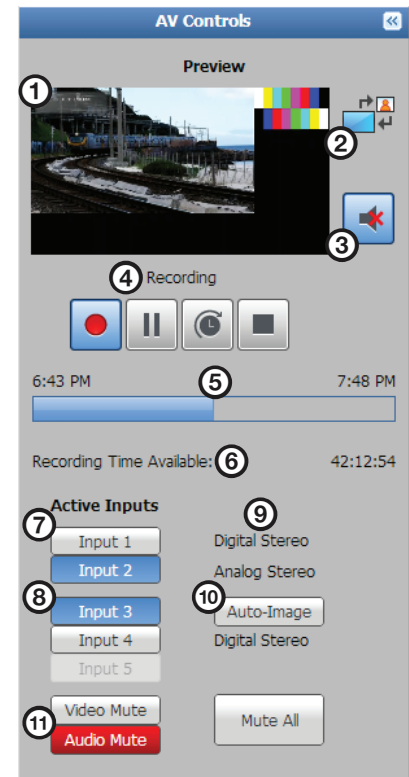 AV Controls
Preview
1
2
3
4 Recording
6:43 PM 5 7:48 PM
Recording Time Available: 6 42:12:54
Active Inputs
7 9
Input 1 Digital Stereo
Input 2 Analog Stereo
8 10
Input 3 Auto-Image
Input 4 Digital Stereo
Input 5
11
Video Mute Mute All
Audio Mute